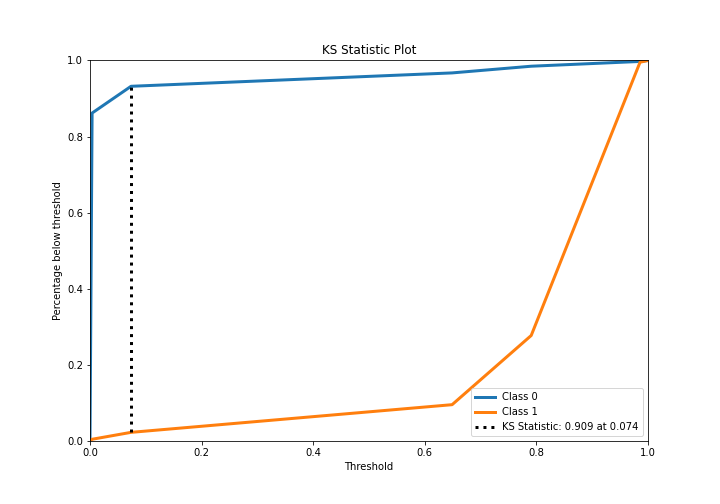 KS Statistic Plot
1.0
0.8
0.6
0.4
0.2
0.0
Percentage below threshold
0.0 0.2 0.4 0.6 0.8 1.0
Threshold
Class 0
Class 1
KS Statistic: 0.909 at 0.074